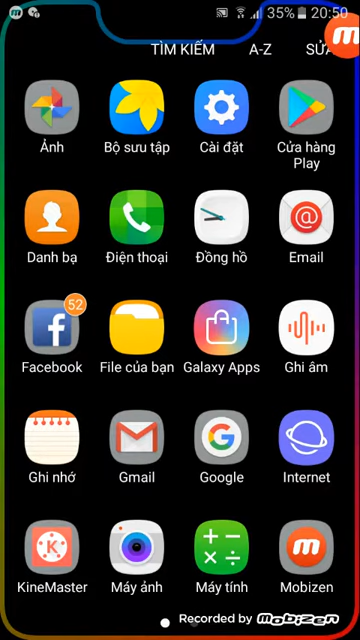 35% 20:50
TÌM KIẾM A-Z SỬA
Ảnh Bộ sưu tập Cài đặt Cửa hàng
Play
Danh bạ Điện thoại Đồng hồ Email
52
Facebook File của bạn Galaxy Apps Ghi âm
Ghi nhớ Gmail Google Internet
KineMaster Máy ảnh Máy tính Mobizen
Recorded by mobizen